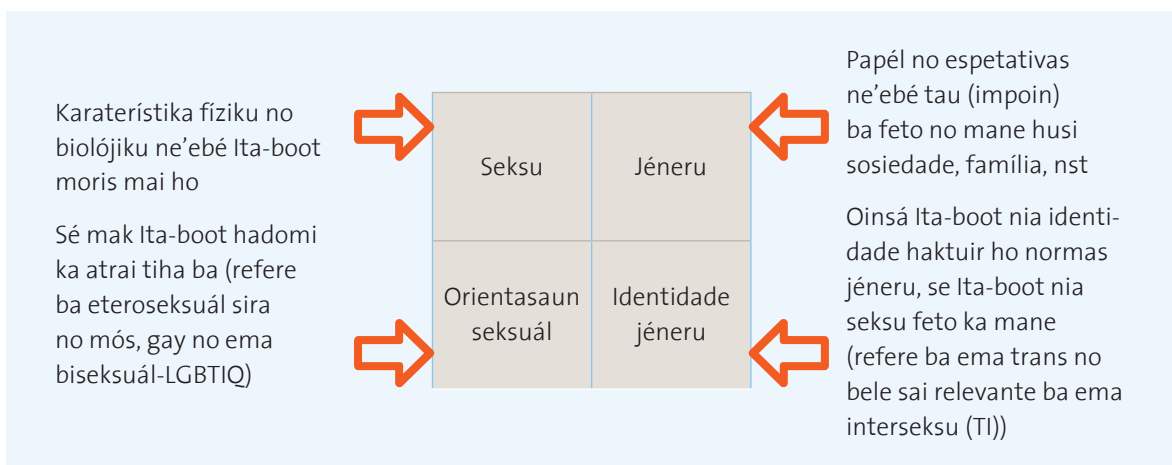 Karaterístika fíziku no
biolójiku ne’ebé Ita-boot
moris mai ho
Sé mak Ita-boot hadomi
ka atrai tiha ba (refere
ba eteroseksuál sira
no mós, gay no ema
biseksuál-LGBTIQ)
Seksu
Jéneru
Orientasaun
seksuál
Identidade
jéneru
Papél no espetativas
ne’ebé tau (impoin)
ba feto no mane husi
sosiedade, família, nst
Oinsá Ita-boot nia identi-
dade haktuir ho normas
jéneru, se Ita-boot nia
seksu feto ka mane
(refere ba ema trans no
bele sai relevante ba ema
interseksu (TI))